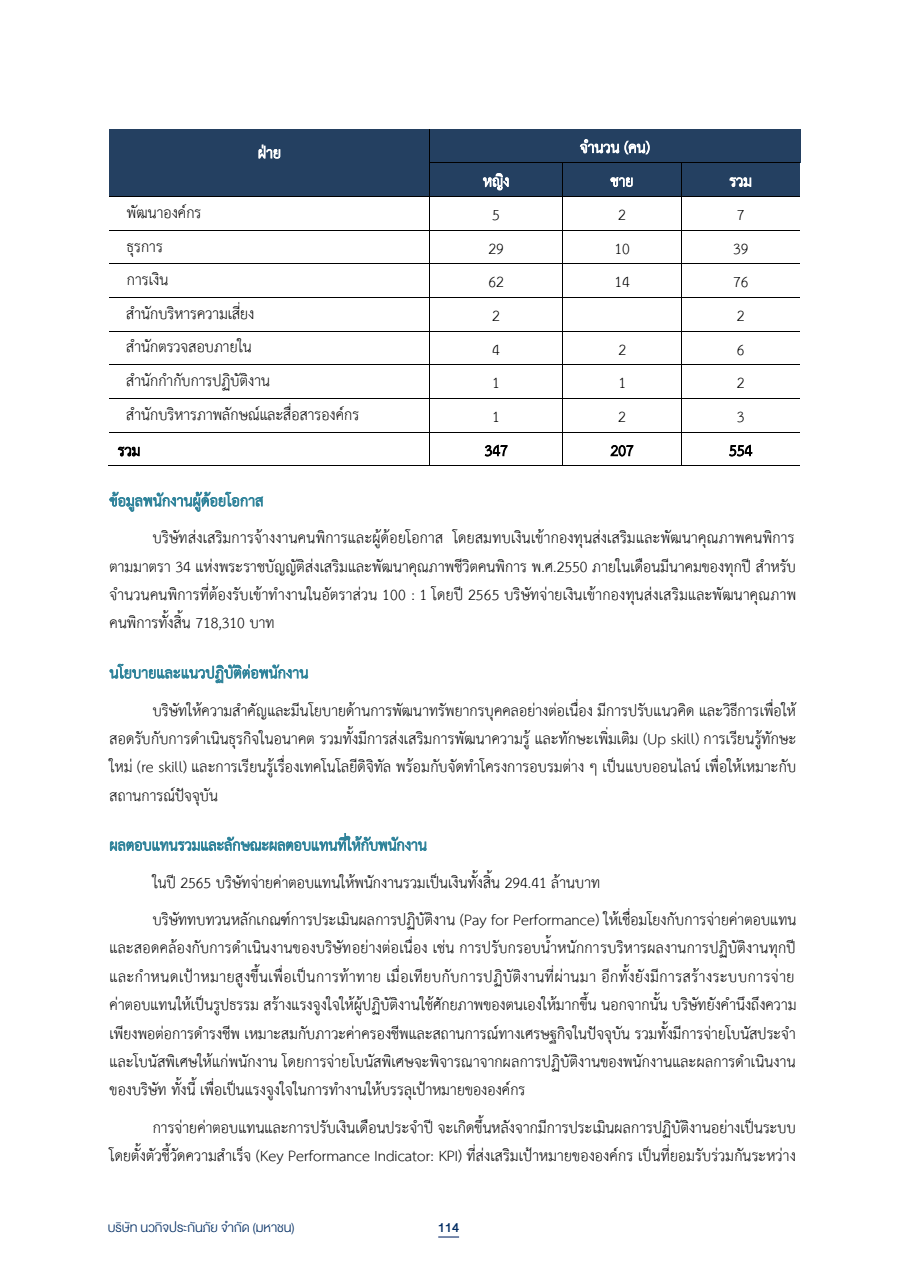 ฝ่าย
จำนวน (คน)
หญิง ชาย รวม
พัฒนาองค์กร 5 2 7
ธุรการ 29 10 39
การเงิน 62 14 76
สำนักบริหารความเสี่ยง 2 2
สำนักตรวจสอบภายใน 4 2 6
สำนักกำกับการปฏิบัติงาน 1 1 2
สำนักบริหารภาพลักษณ์และสื่อสารองค์กร 1 2 3
รวม 347 207 554
ข้อมูลพนักงานผู้ด้อยโอกาส
บริษัทส่งเสริมการจ้างงานคนพิการและผู้ด้อยโอกาส โดยสมทบเงินเข้ากองทุนส่งเสริมและพัฒนาคุณภาพคนพิการ
ตามมาตรา 34 แห่งพระราชบัญญัติส่งเสริมและพัฒนาคุณภาพชีวิตคนพิการ พ.ศ.2550 ภายในเดือนมีนาคมของทุกปี สำหรับ
จำนวนคนพิการที่ต้องรับเข้าทำงานในอัตราส่วน 100 : 1 โดยปี 2565 บริษัทจ่ายเงินเข้ากองทุนส่งเสริมและพัฒนาคุณภาพ
คนพิการทั้งสิ้น 718,310 บาท
นโยบายและแนวปฏิบัติต่อพนักงาน
บริษัทให้ความสำคัญและมีนโยบายด้านการพัฒนาทรัพยากรบุคคลอย่างต่อเนื่อง มีการปรับแนวคิด และวิธีการเพื่อให้
สอดรับกับการดำเนินธุรกิจในอนาคต รวมทั้งมีการส่งเสริมการพัฒนาความรู้ และทักษะเพิ่มเติม (Up skill) การเรียนรู้ทักษะ
ใหม่ (re skill) และการเรียนรู้เรื่องเทคโนโลยีดิจิทัล พร้อมกับจัดทำโครงการอบรมต่าง ๆ เป็นแบบออนไลน์ เพื่อให้เหมาะกับ
สถานการณ์ปัจจุบัน
ผลตอบแทนรวมและลักษณะผลตอบแทนที่ให้กับพนักงาน
ในปี 2565 บริษัทจ่ายค่าตอบแทนให้พนักงานรวมเป็นเงินทั้งสิ้น 294.41 ล้านบาท
บริษัททบทวนหลักเกณฑ์การประเมินผลการปฏิบัติงาน (Pay for Performance) ให้เชื่อมโยงกับการจ่ายค่าตอบแทน
และสอดคล้องกับการดำเนินงานของบริษัทอย่างต่อเนื่อง เช่น การปรับกรอบน้ำหนักการบริหารผลงานการปฏิบัติงานทุกปี
และกำหนดเป้าหมายสูงขึ้นเพื่อเป็นการท้าทาย เมื่อเทียบกับการปฏิบัติงานที่ผ่านมา อีกทั้งยังมีการสร้างระบบการจ่าย
ค่าตอบแทนให้เป็นรูปธรรม สร้างแรงจูงใจให้ผู้ปฏิบัติงานใช้ศักยภาพของตนเองให้มากขึ้น นอกจากนั้น บริษัทยังคำนึงถึงความ
เพียงพอต่อการดำรงชีพ เหมาะสมกับภาวะค่าครองชีพและสถานการณ์ทางเศรษฐกิจในปัจจุบัน รวมทั้งมีการจ่ายโบนัสประจำ
และโบนัสพิเศษให้แก่พนักงาน โดยการจ่ายโบนัสพิเศษจะพิจารณาจากผลการปฏิบัติงานของพนักงานและผลการดำเนินงาน
ของบริษัท ทั้งนี้ เพื่อเป็นแรงจูงใจในการทำงานให้บรรลุเป้าหมายขององค์กร
การจ่ายค่าตอบแทนและการปรับเงินเดือนประจำปี จะเกิดขึ้นหลังจากมีการประเมินผลการปฏิบัติงานอย่างเป็นระบบ
โดยตั้งตัวชี้วัดความสำเร็จ (Key Performance Indicator: KPI) ที่ส่งเสริมเป้าหมายขององค์กร เป็นที่ยอมรับร่วมกันระหว่าง
บริษัท นวกิจประกันภัย จำกัด (มหาชน) 114